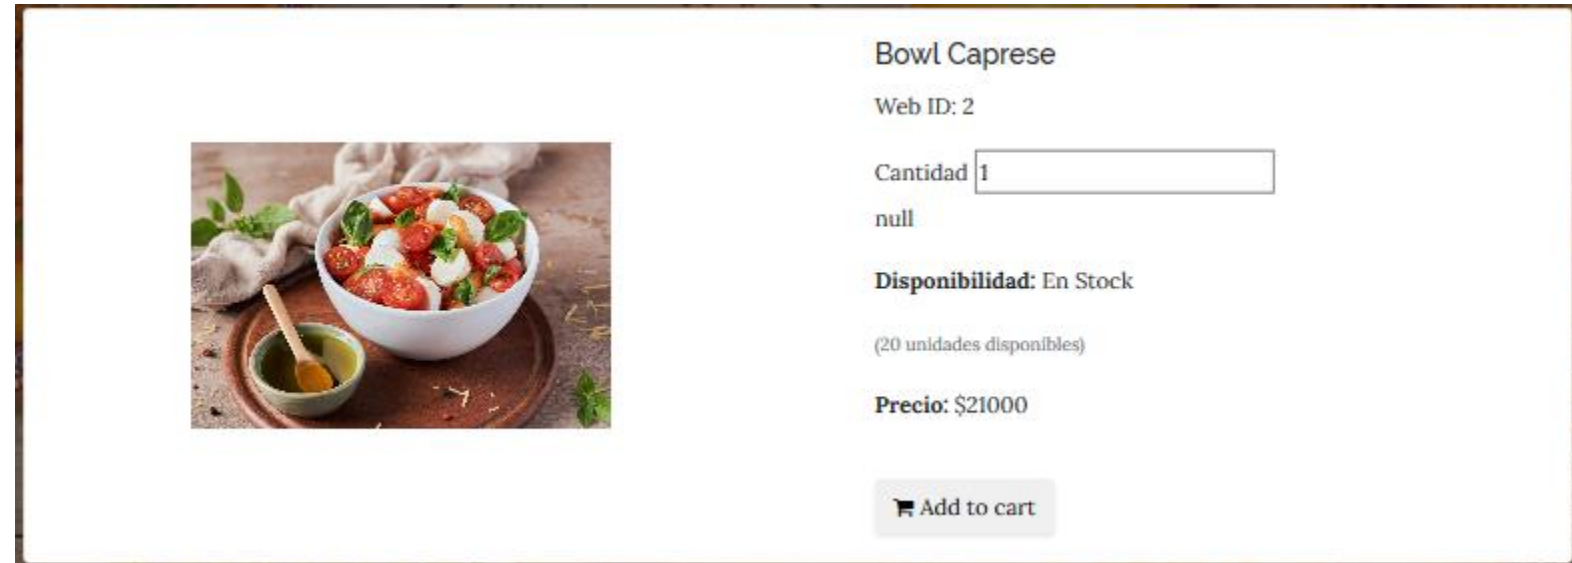 Bowl Caprese
Web ID: 2
Cantidad 1
null
Disponibilidad: En Stock
(20 unidades disponibles)
Precio: $21000
Add to cart